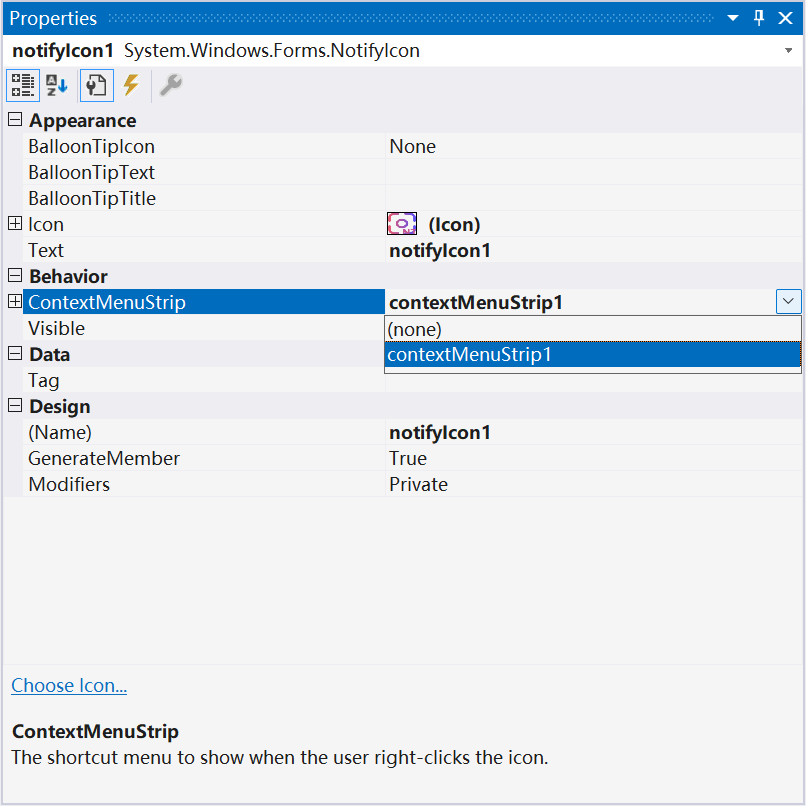 Properties
notifyIcon1 System.Windows.Forms.NotifyIcon
Appearance
BalloonTipIcon None
BalloonTipText
BalloonTipTitle
Icon (Icon)
Text notifyIcon1
Behavior
ContextMenuStrip contextMenuStrip1
Visible (none)
Data contextMenuStrip1
Tag
Design
(Name) notifyIcon1
GenerateMember True
Modifiers Private
Choose Icon...
ContextMenuStrip
The shortcut menu to show when the user right-clicks the icon.